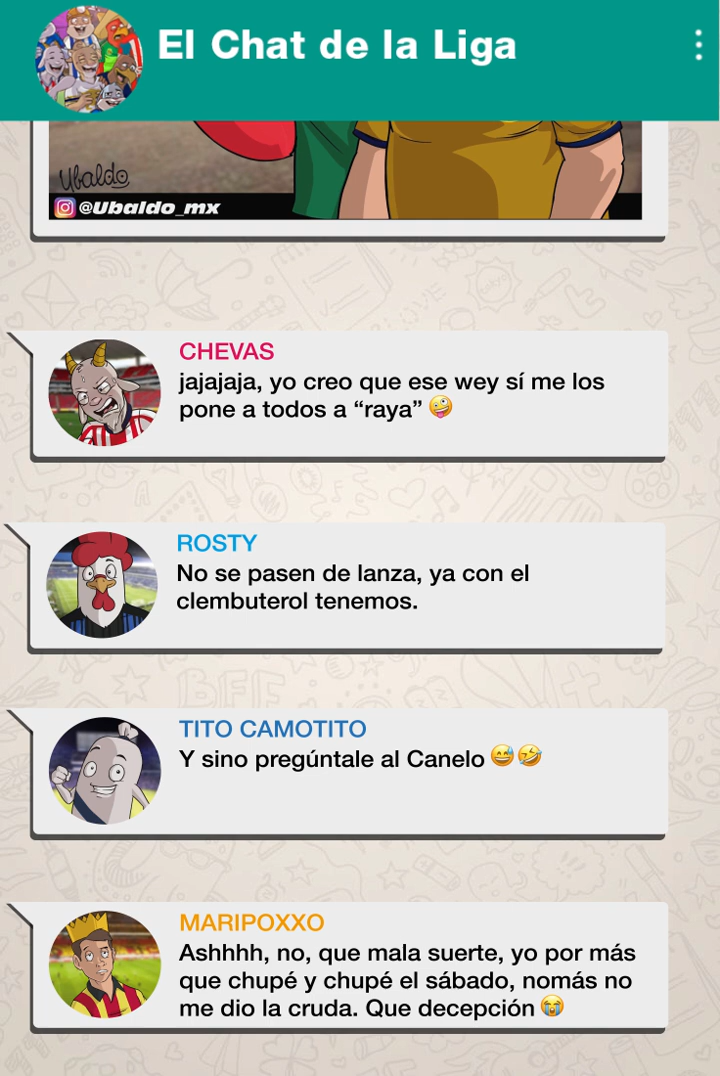 El Chat de la Liga
Ubaldo
@Ubaldo_mx
CHEVAS
jajajaja, yo creo que ese wey sí me los
pone a todos a “raya” 🤪
ROSTY
No se pasen de lanza, ya con el
clembuterol tenemos.
TITO CAMOTITO
Y sino pregúntale al Canelo 😅🤣
MARIPOXXO
Ashhhh, no, que mala suerte, yo por más
que chupé y chupé el sábado, nomás no
me dio la cruda. Que decepción 😭
BFF